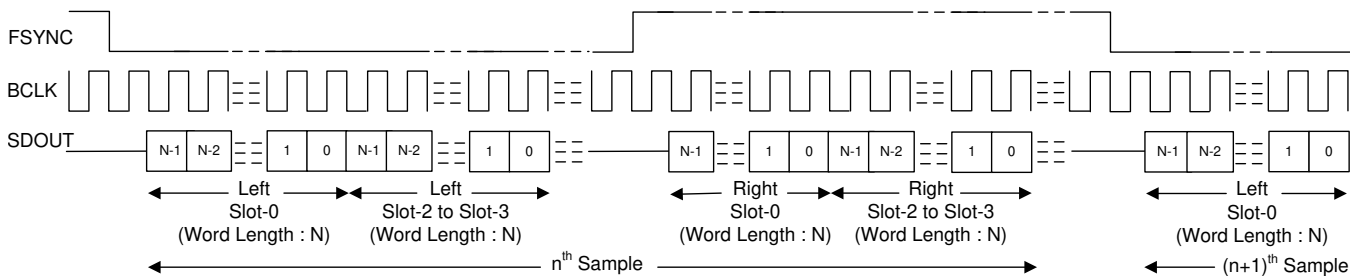 FSYNC
BCLK
SDOUT
N-1 N-2 1 0 N-1 N-2 1 0 N-1 1 0 N-1 N-2 1 0 N-1 N-2 1 0
Left Left Right Right Left
Slot-0 Slot-2 to Slot-3 Slot-0 Slot-2 to Slot-3 Slot-0
(Word Length : N) (Word Length : N) (Word Length : N) (Word Length : N) (Word Length : N)
nth Sample (n+1)th Sample